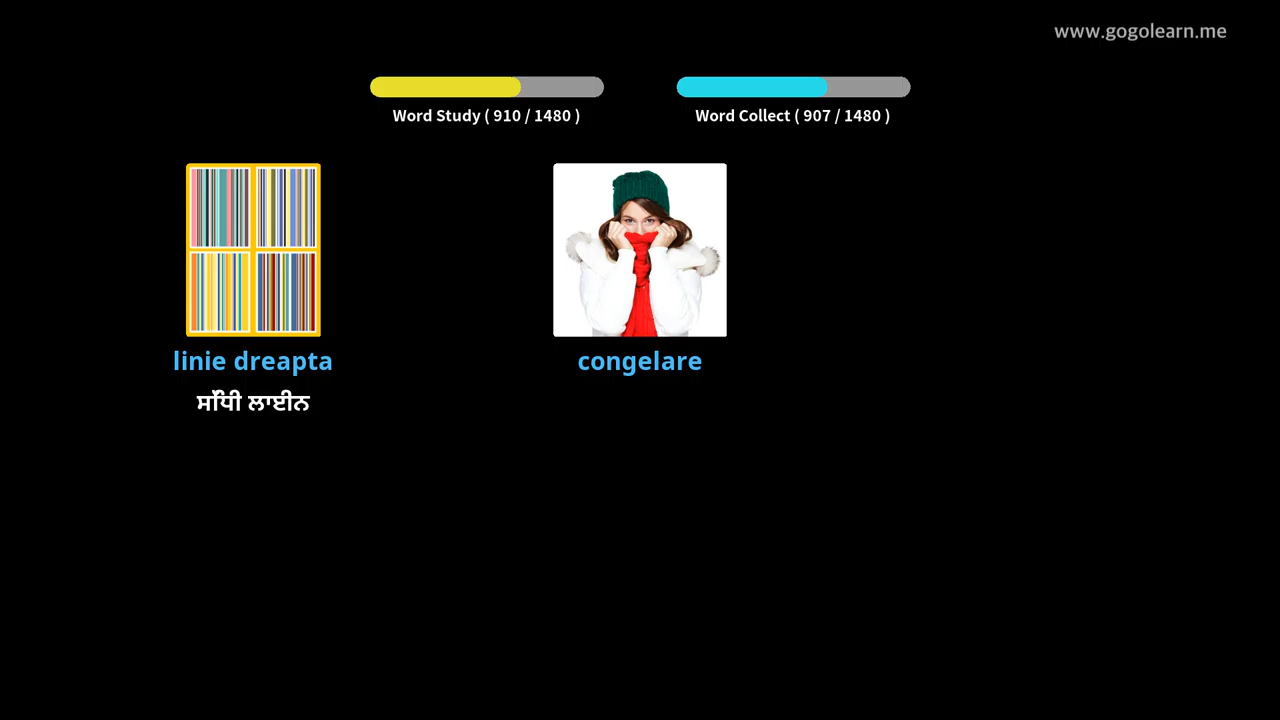 www.gogolearn.me
Word Study ( 910 / 1480 )
Word Collect ( 907 / 1480 )
linie dreapta
congelare
ਸਿੱਧੀ ਲਾਈਨ